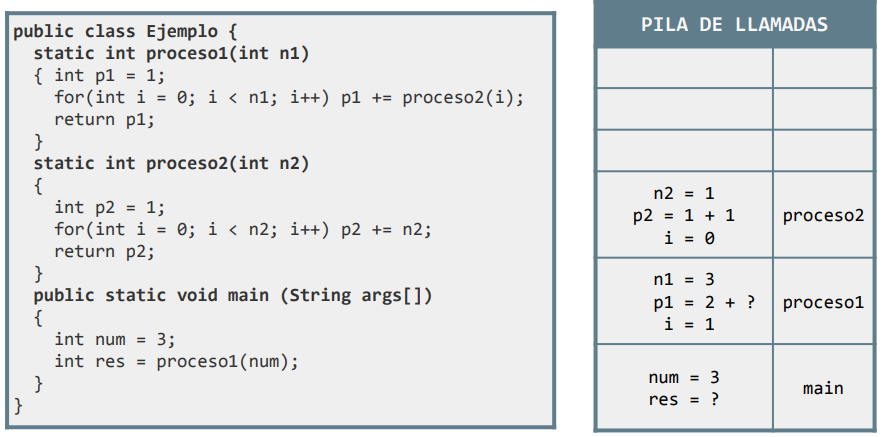 public class Ejemplo {
static int proceso1(int n1)
{ int p1 = 1;
for(int i = 0; i < n1; i++) p1 += proceso2(i);
return p1;
}
static int proceso2(int n2)
{
int p2 = 1;
for(int i = 0; i < n2; i++) p2 += n2;
return p2;
}
public static void main (String args[])
{
int num = 3;
int res = proceso1(num);
}
}
PILA DE LLAMADAS
n2 = 1
p2 = 1 + 1
i = 0
proceso2
n1 = 3
p1 = 2 + ?
i = 1
proceso1
num = 3
res = ?
main